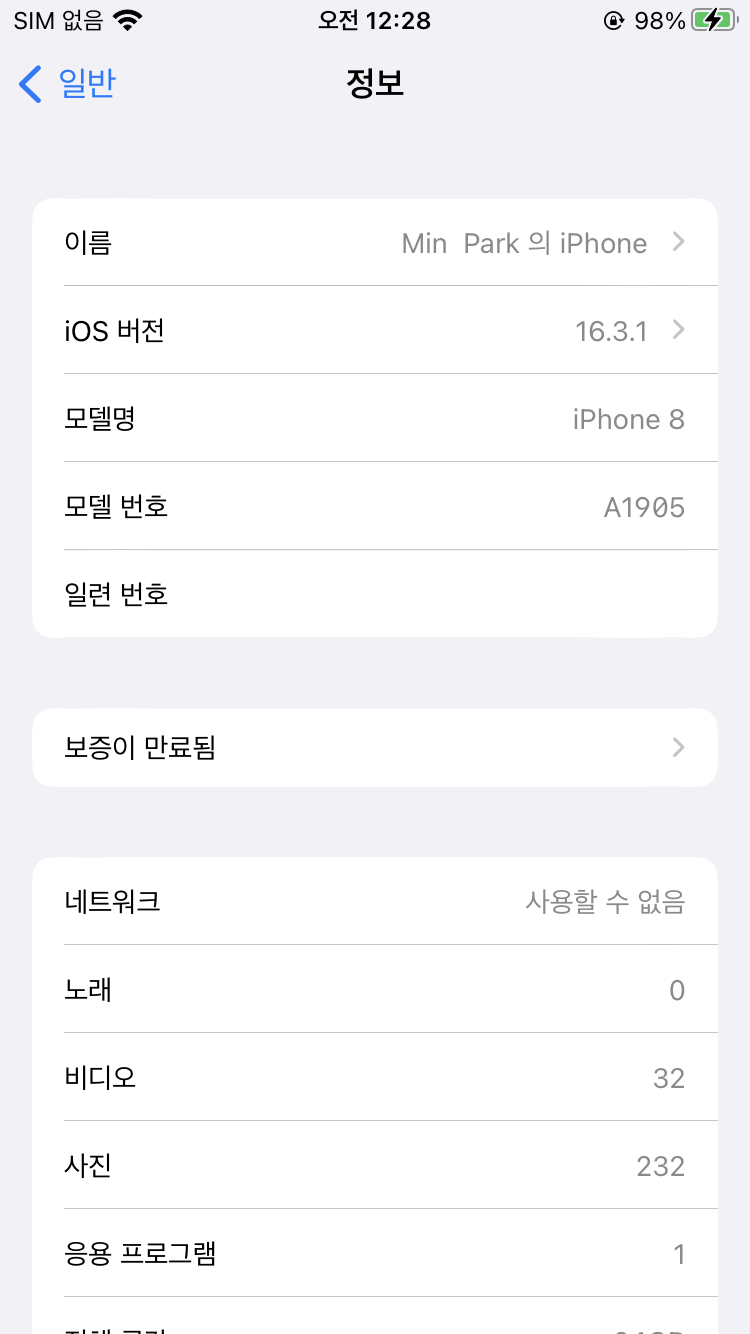 SIM 없음 오전 12:28 98%
일반 정보
이름 Min Park 의 iPhone
iOS 버전 16.3.1
모델명 iPhone 8
모델 번호 A1905
일련 번호
보증이 만료됨
네트워크 사용할 수 없음
노래 0
비디오 32
사진 232
응용 프로그램 1